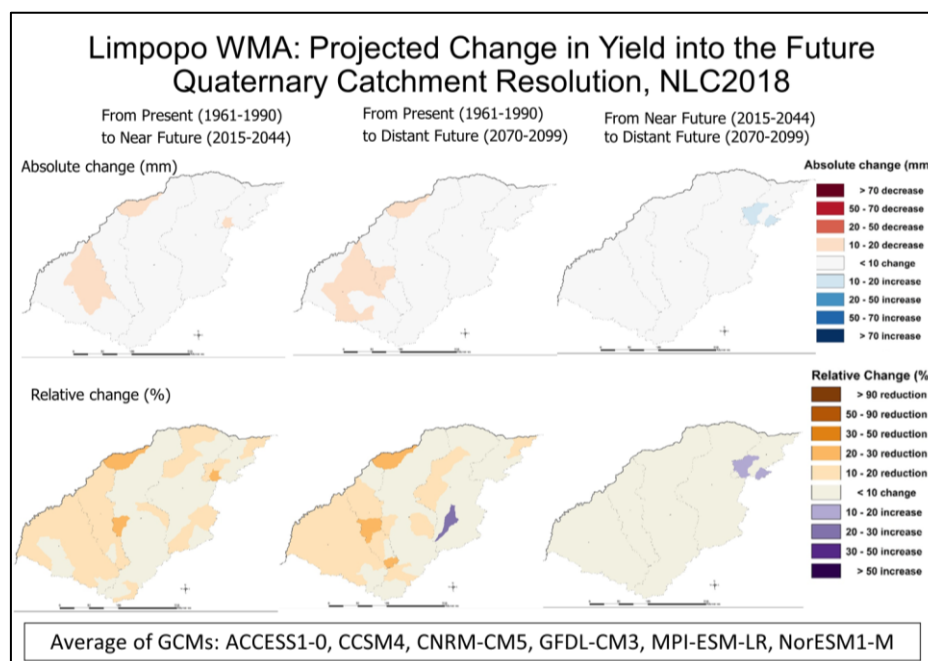 Limpopo WMA: Projected Change in Yield into the Future
Quaternary Catchment Resolution, NLC2018
From Present (1961-1990)
to Near Future (2015-2044)
From Present (1961-1990)
to Distant Future (2070-2099)
From Near Future (2015-2044)
to Distant Future (2070-2099)
Absolute change (mm)
Absolute change (mm
> 70 decrease
50 - 70 decrease
20 - 50 decrease
10 - 20 decrease
< 10 change
10 - 20 increase
20 - 50 increase
50 - 70 increase
> 70 increase
Relative change (%)
Relative Change (%
> 90 reduction
50 - 90 reduction
30 - 50 reduction
20 - 30 reduction
10 - 20 reduction
< 10 change
10 - 20 increase
20 - 30 increase
30 - 50 increase
> 50 increase
Average of GCMs: ACCESS1-0, CCSM4, CNRM-CM5, GFDL-CM3, MPI-ESM-LR, NorESM1-M